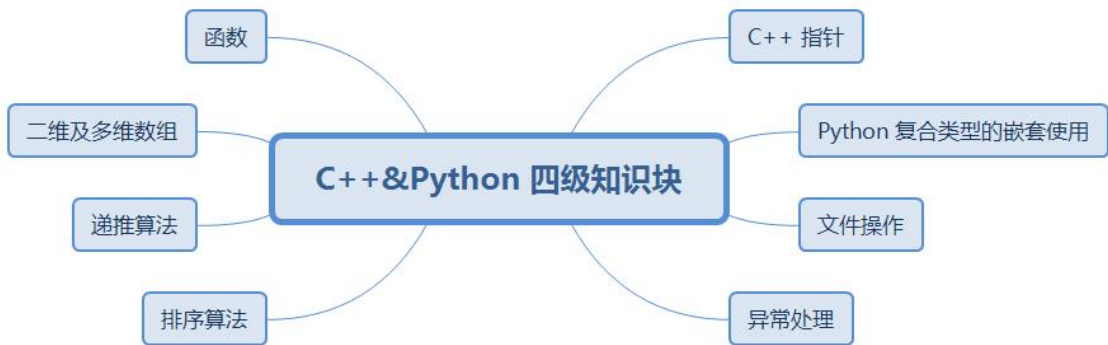 函数
C++ 指针
二维及多维数组
Python 复合类型的嵌套使用
C++&Python 四级知识块
递推算法
文件操作
排序算法
异常处理